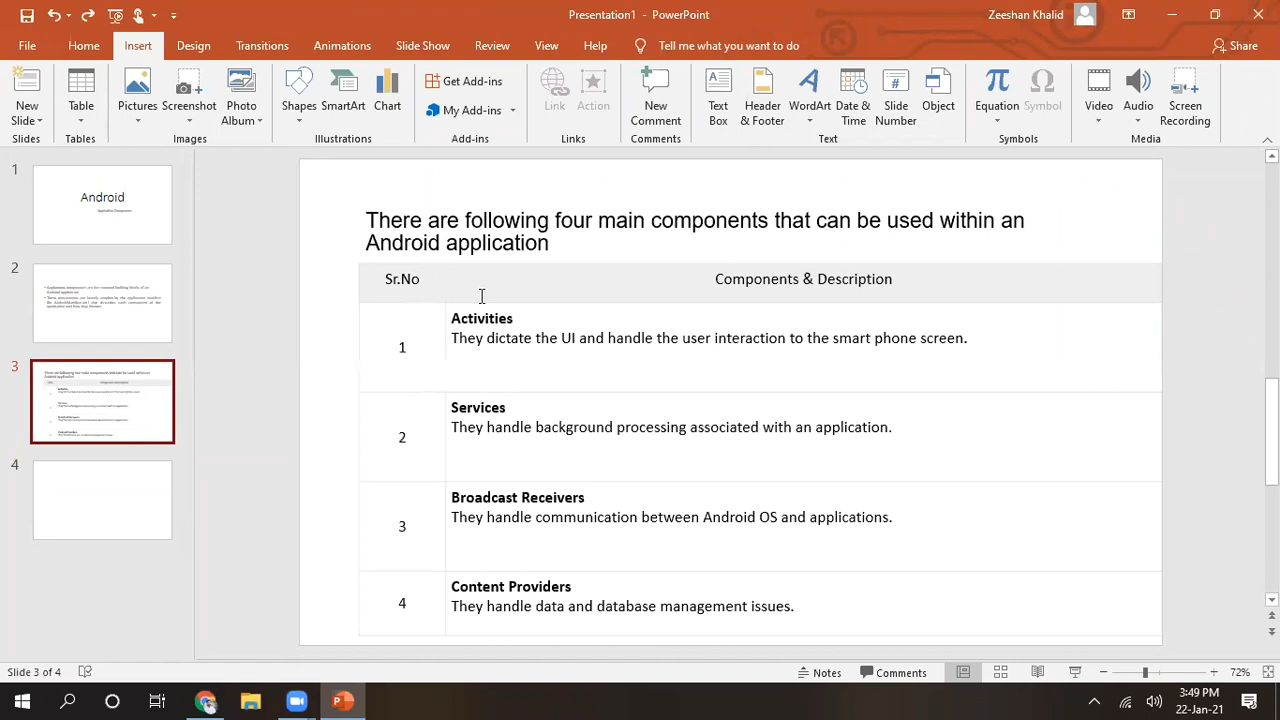 Presentation1 - PowerPoint
Zeeshan Khalid
File Home Insert Design Transitions Animations Slide Show Review View Help Tell me what you want to do Share
New Slide
Table
Pictures
Screenshot
Photo Album
Shapes
SmartArt
Chart
Get Add-ins
My Add-ins
Link
Action
New Comment
Text Box
Header & Footer
WordArt
Date & Time
Slide Number
Object
Equation
Symbol
Video
Audio
Screen Recording
Slides Tables Images Illustrations Add-ins Links Comments Text Symbols Media
1
Android
2
3
4
There are following four main components that can be used within an
Android application
Sr.No Components & Description
1
Activities
They dictate the UI and handle the user interaction to the smart phone screen.
2
Services
They handle background processing associated with an application.
3
Broadcast Receivers
They handle communication between Android OS and applications.
4
Content Providers
They handle data and database management issues.
Slide 3 of 4
Notes Comments 72%
3:49 PM
22-Jan-21